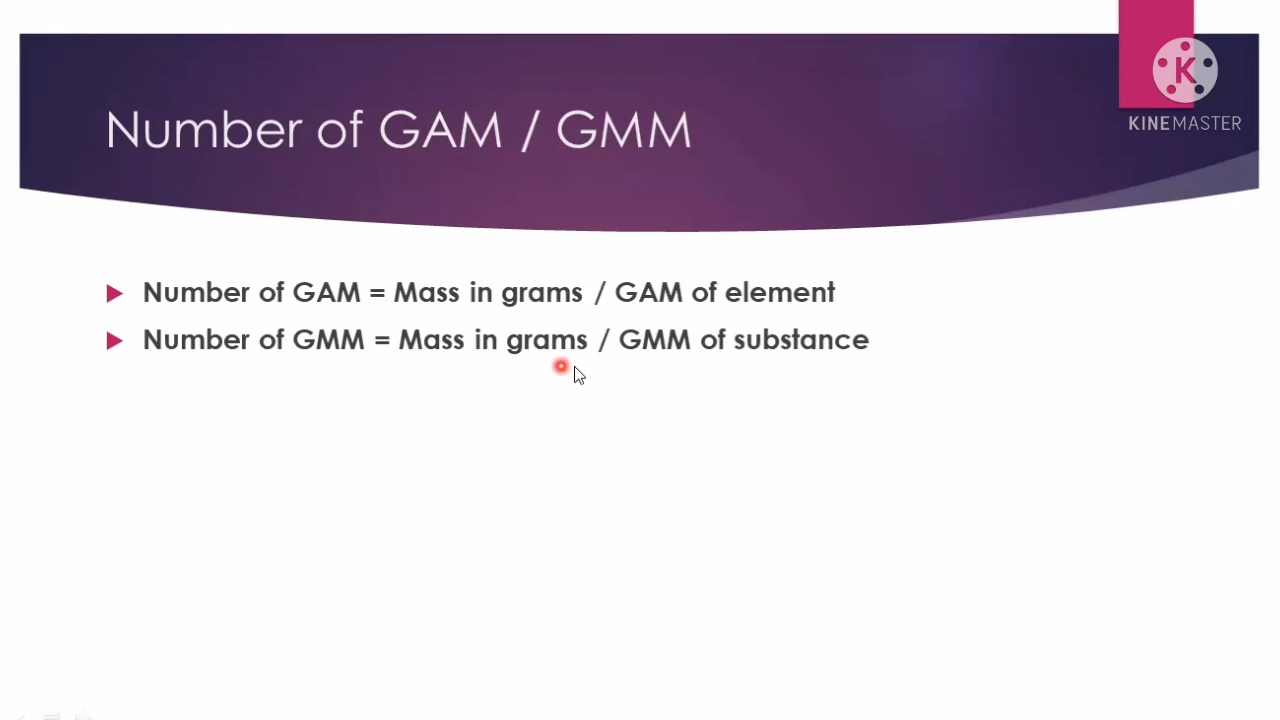 K
KINEMASTER
Number of GAM / GMM
Number of GAM = Mass in grams / GAM of element
Number of GMM = Mass in grams / GMM of substance